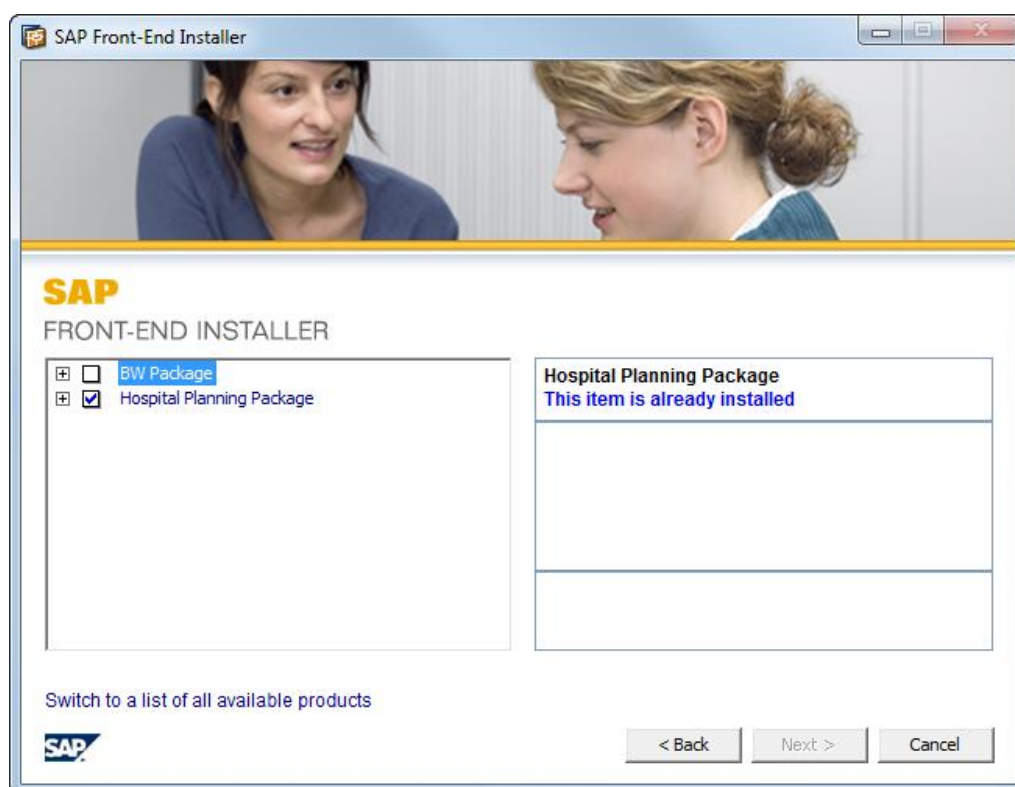 SAP Front-End Installer
SAP
FRONT-END INSTALLER
BW Package
Hospital Planning Package
Hospital Planning Package
This item is already installed
Switch to a list of all available products
SAP
< Back
Next >
Cancel